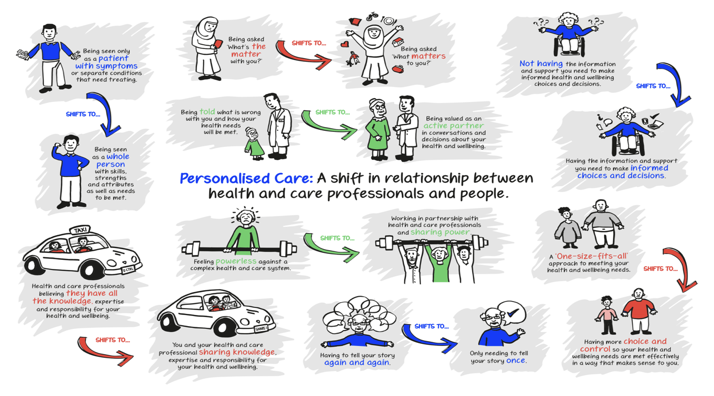 Being seen only
as a patient
with symptoms
or separate conditions
that need treating.
SHIFTS TO...
Being seen
as a whole
person
with skills,
strengths
and attributes
as well as needs
to be met.
Being asked
What's the
matter
with you?'
SHIFTS TO...
Being asked
What matters
to you?'
Not having the information
and support you need to make
informed health and wellbeing
choices and decisions.
SHIFTS TO...
Having the information and support
you need to make informed
choices and decisions.
Being told what is wrong
with you and how your
health needs
will be met.
SHIFTS TO...
Being valued as an
active partner
in conversations and
decisions about your
health and wellbeing.
Personalised Care: A shift in relationship between
health and care professionals and people.
Feeling powerless against a
complex health and care system.
SHIFTS TO...
Working in partnership with
health and care professionals
and sharing power.
A 'One-size-fits-all'
approach to meeting your
health and wellbeing needs.
SHIFTS TO...
Having more choice and
control so your health and
wellbeing needs are met effectively
in a way that makes sense to you.
TAXI
Health and care professionals
believing they have all
the knowledge, expertise
and responsibility for your
health and wellbeing.
SHIFTS TO...
You and your health and care
professional sharing knowledge,
expertise and responsibility for
your health and wellbeing.
Having to tell your story
again and again.
SHIFTS TO...
Only needing to tell
your story once.